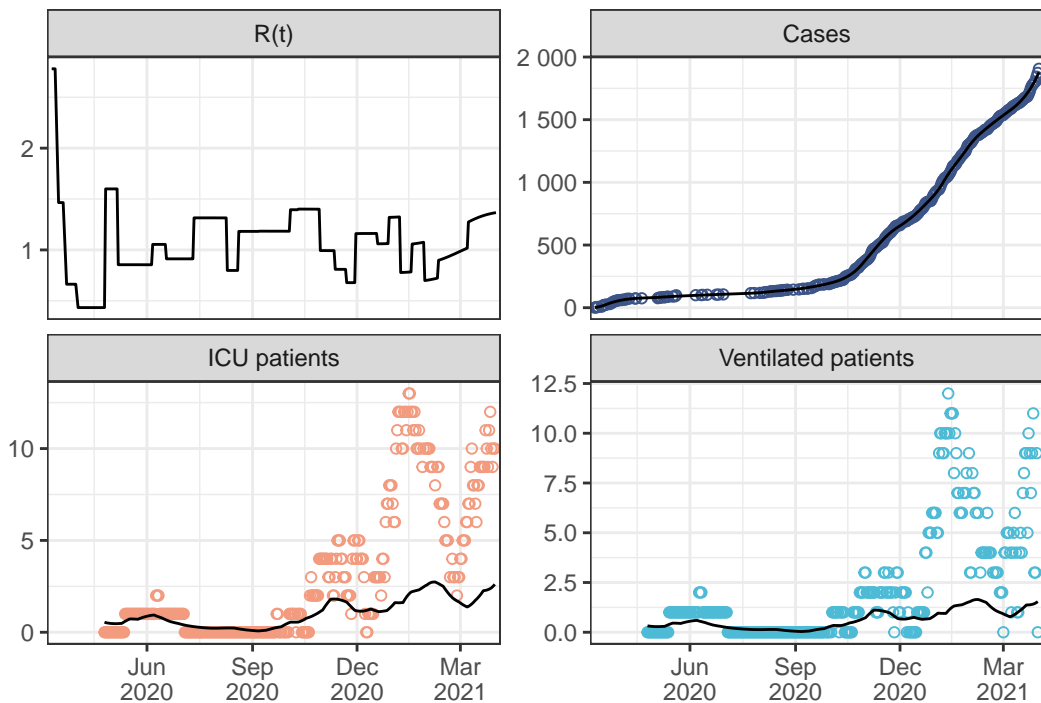 R(t)
Cases
2
1
2 000
1 500
1 000
500
0
ICU patients
Ventilated patients
10
5
0
12.5
10.0
7.5
5.0
2.5
0.0
Jun Sep Dec Mar
2020 2020 2020 2021
Jun Sep Dec Mar
2020 2020 2020 2021